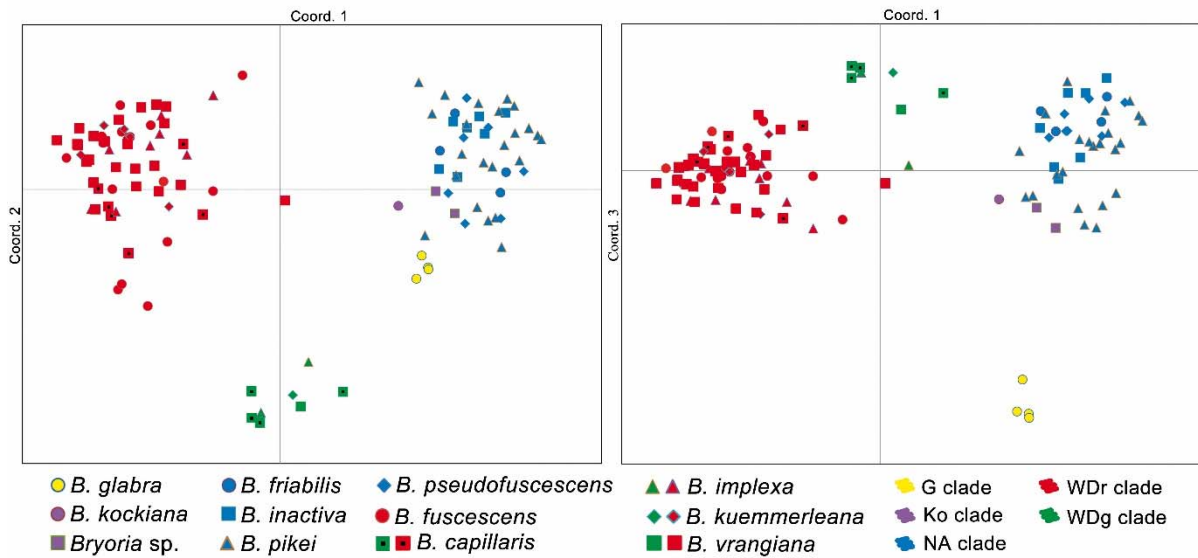 Coord. 1
Coord. 1
Coord. 2
Coord. 3
B. glabra B. friabilis B. pseudofuscescens B. implexa G clade WDr clade
B. kockiana B. inactiva B. fuscescens B. kuemmerleana Ko clade WDg clade
Bryoria sp. B. pikei B. capillaris B. vrangiana NA clade